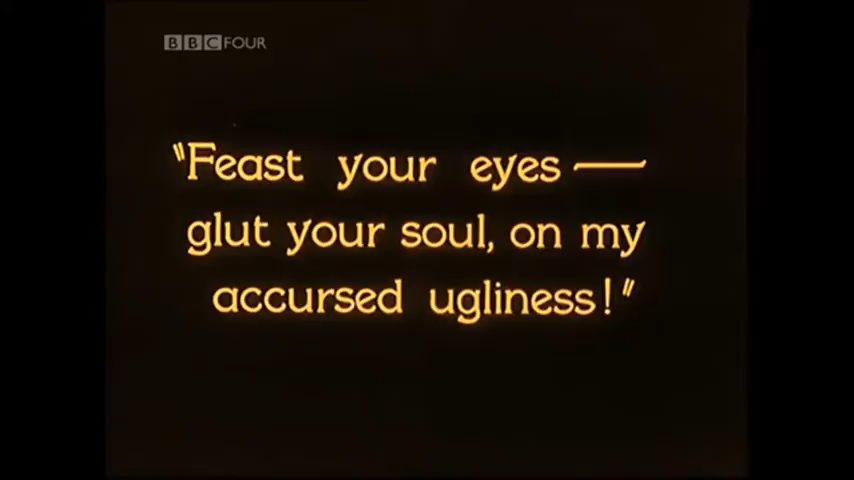 BBC FOUR
"Feast your eyes —
glut your soul, on my
accursed ugliness!"